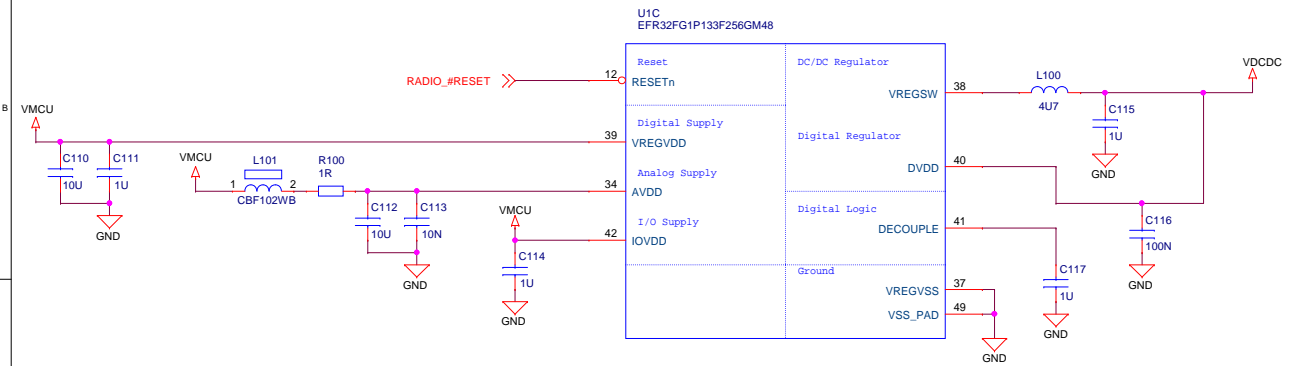 U1C
EFR32FG1P133F256GM48
Reset
DC/DC Regulator
RADIO_#RESET
12
RESETn
VDCDC
L100
4U7
38
VREGSW
B
VMCU
C115
1U
GND
Digital Supply
39
VREGVDD
Digital Regulator
C110
10U
C111
1U
GND
VMCU
L101
1
2
CBF102WB
R100
1R
Analog Supply
34
AVDD
40
DVDD
C112
10U
C113
10N
GND
VMCU
I/O Supply
42
IOVDD
Digital Logic
41
DECOUPLE
C116
100N
GND
C114
1U
GND
Ground
C117
1U
GND
37
VREGVSS
49
VSS_PAD
GND